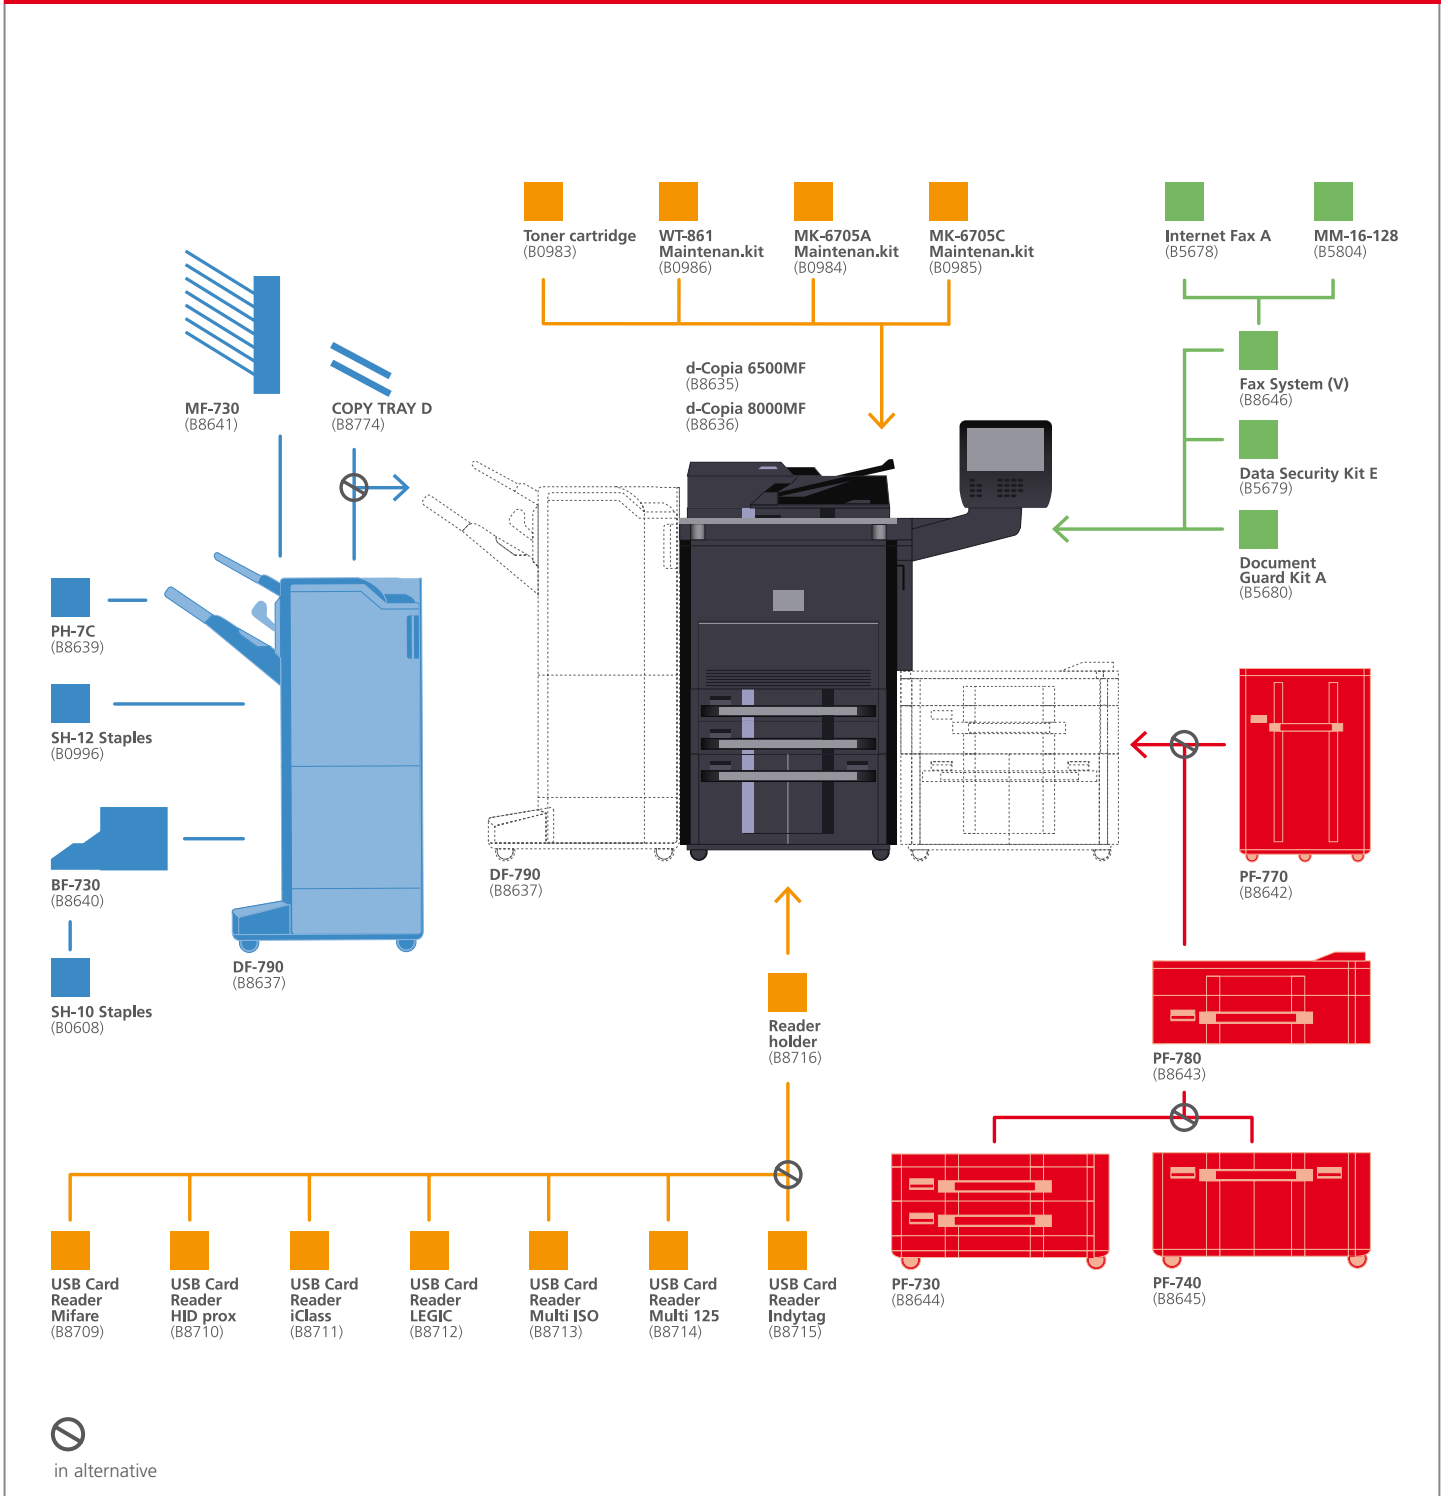 Toner cartridge
(B0983)
WT-861
Maintenan.kit
(B0986)
MK-6705A
Maintenan.kit
(B0984)
MK-6705C
Maintenan.kit
(B0985)
Internet Fax A
(B5678)
MM-16-128
(B5804)
d-Copia 6500MF
(B8635)
d-Copia 8000MF
(B8636)
Fax System (V)
(B8646)
Data Security Kit E
(B5679)
Document
Guard Kit A
(B5680)
MF-730
(B8641)
COPY TRAY D
(B8774)
PH-7C
(B8639)
SH-12 Staples
(B0996)
BF-730
(B8640)
SH-10 Staples
(B0608)
DF-790
(B8637)
DF-790
(B8637)
PF-770
(B8642)
Reader
holder
(B8716)
PF-780
(B8643)
PF-730
(B8644)
PF-740
(B8645)
USB Card
Reader
Mifare
(B8709)
USB Card
Reader
HID prox
(B8710)
USB Card
Reader
iClass
(B8711)
USB Card
Reader
LEGIC
(B8712)
USB Card
Reader
Multi ISO
(B8713)
USB Card
Reader
Multi 125
(B8714)
USB Card
Reader
Indytag
(B8715)
in alternative